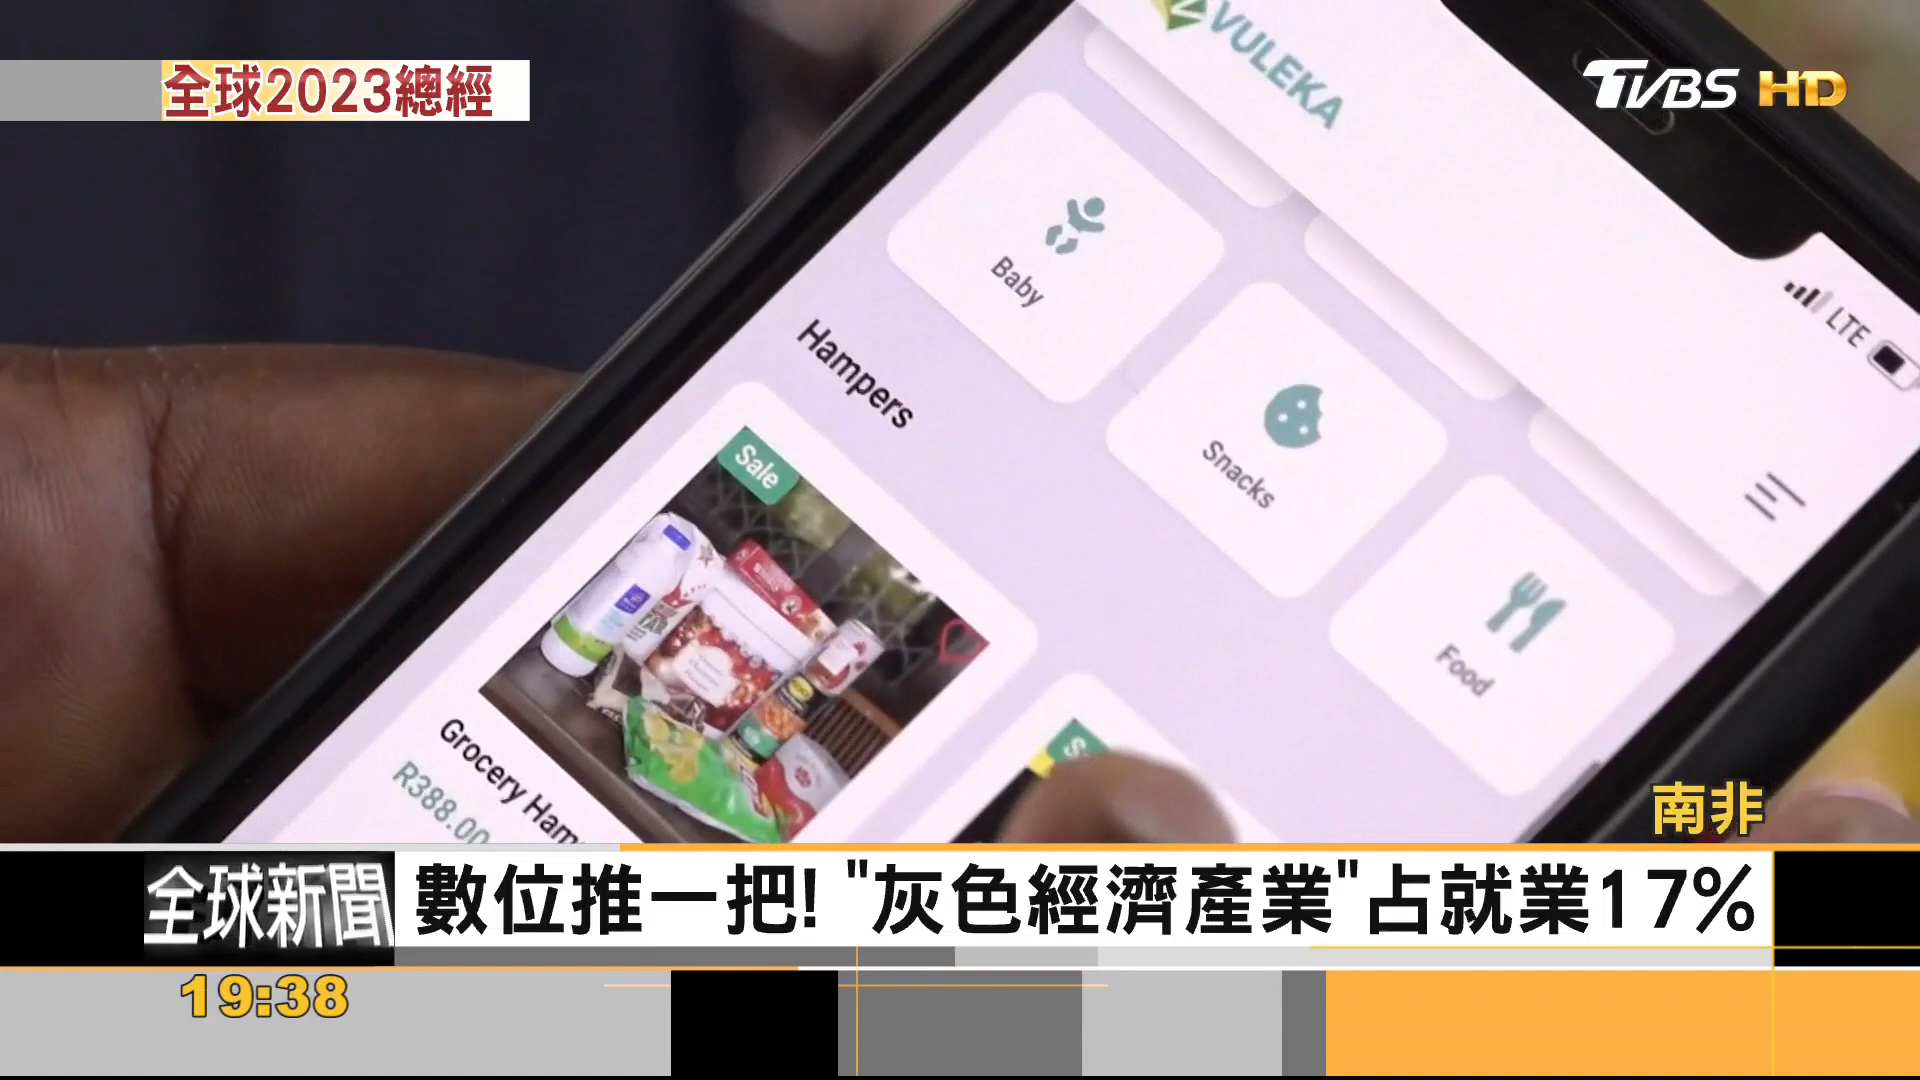 全球2023總經
TVBS HD
VULEKA
LTE
Baby
Snacks
Food
Hampers
Sale
Grocery Ham
R388.00
南非
全球新聞
數位推一把! "灰色經濟產業"占就業17%
19:38